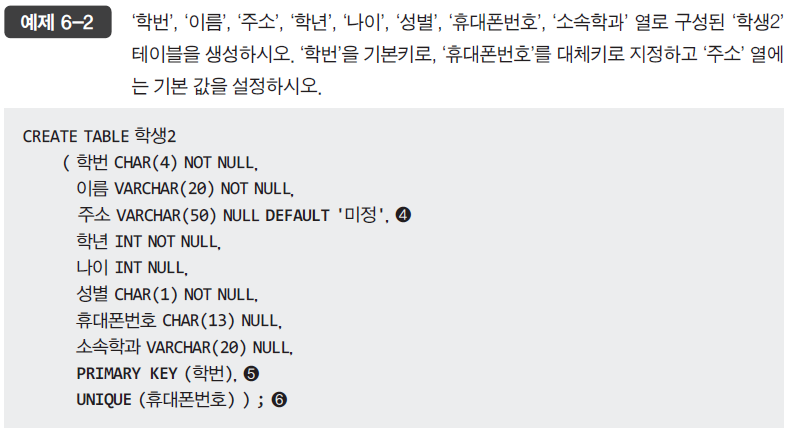 예제 6-2
'학번', '이름', '주소', '학년', '나이', '성별', '휴대폰번호', '소속학과' 열로 구성된 '학생2'
테이블을 생성하시오. '학번'을 기본키로, '휴대폰번호'를 대체키로 지정하고 '주소' 열에
는 기본 값을 설정하시오.
CREATE TABLE 학생2
( 학번 CHAR(4) NOT NULL,
이름 VARCHAR(20) NOT NULL,
주소 VARCHAR(50) NULL DEFAULT '미정', ❹
학년 INT NOT NULL,
나이 INT NULL,
성별 CHAR(1) NOT NULL,
휴대폰번호 CHAR(13) NULL,
소속학과 VARCHAR(20) NULL,
PRIMARY KEY (학번), ❺
UNIQUE (휴대폰번호) ) ; ❻